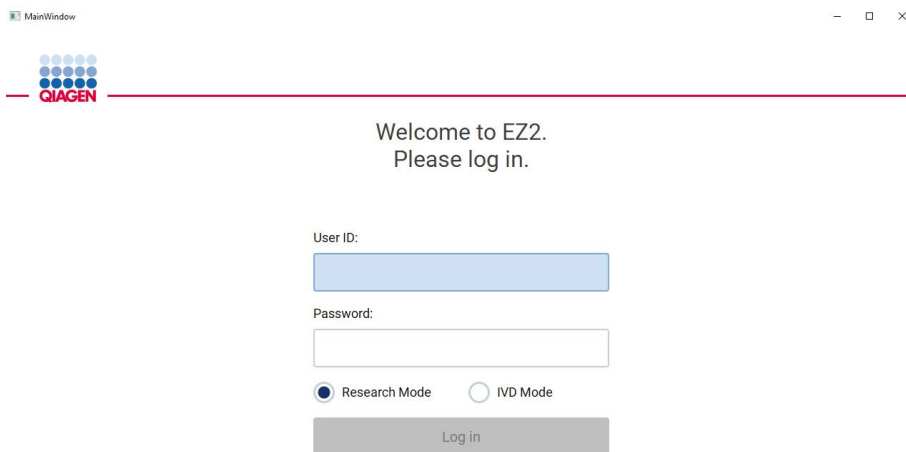 MainWindow
QIAGEN
Welcome to EZ2.
Please log in.
User ID:
Password:
Research Mode IVD Mode
Log in